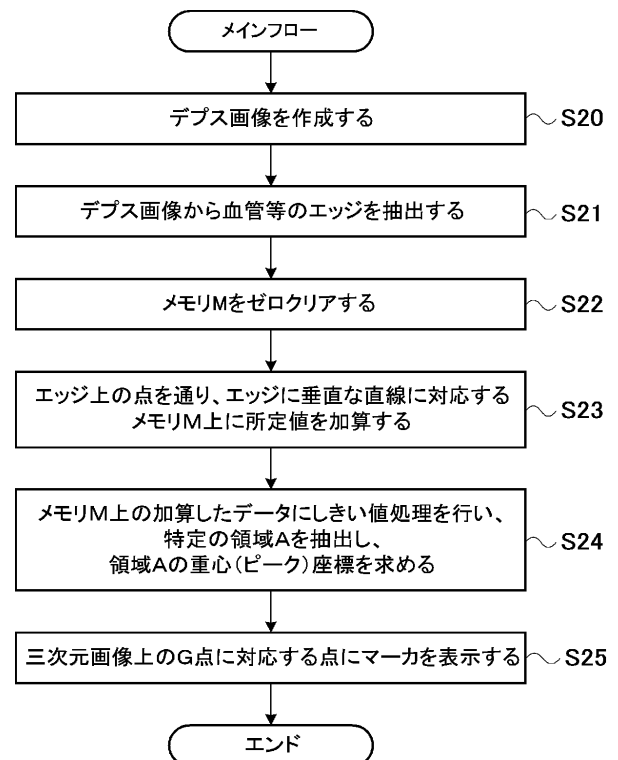 メインフロー
デプス画像を作成する
S20
デプス画像から血管等のエッジを抽出する
S21
メモリMをゼロクリアする
S22
エッジ上の点を通り、エッジに垂直な直線に対応する
メモリM上に所定値を加算する
S23
メモリM上の加算したデータにしきい値処理を行い、
特定の領域Aを抽出し、
領域Aの重心(ピーク)座標を求める
S24
三次元画像上のG点に対応する点にマーカを表示する
S25
エンド